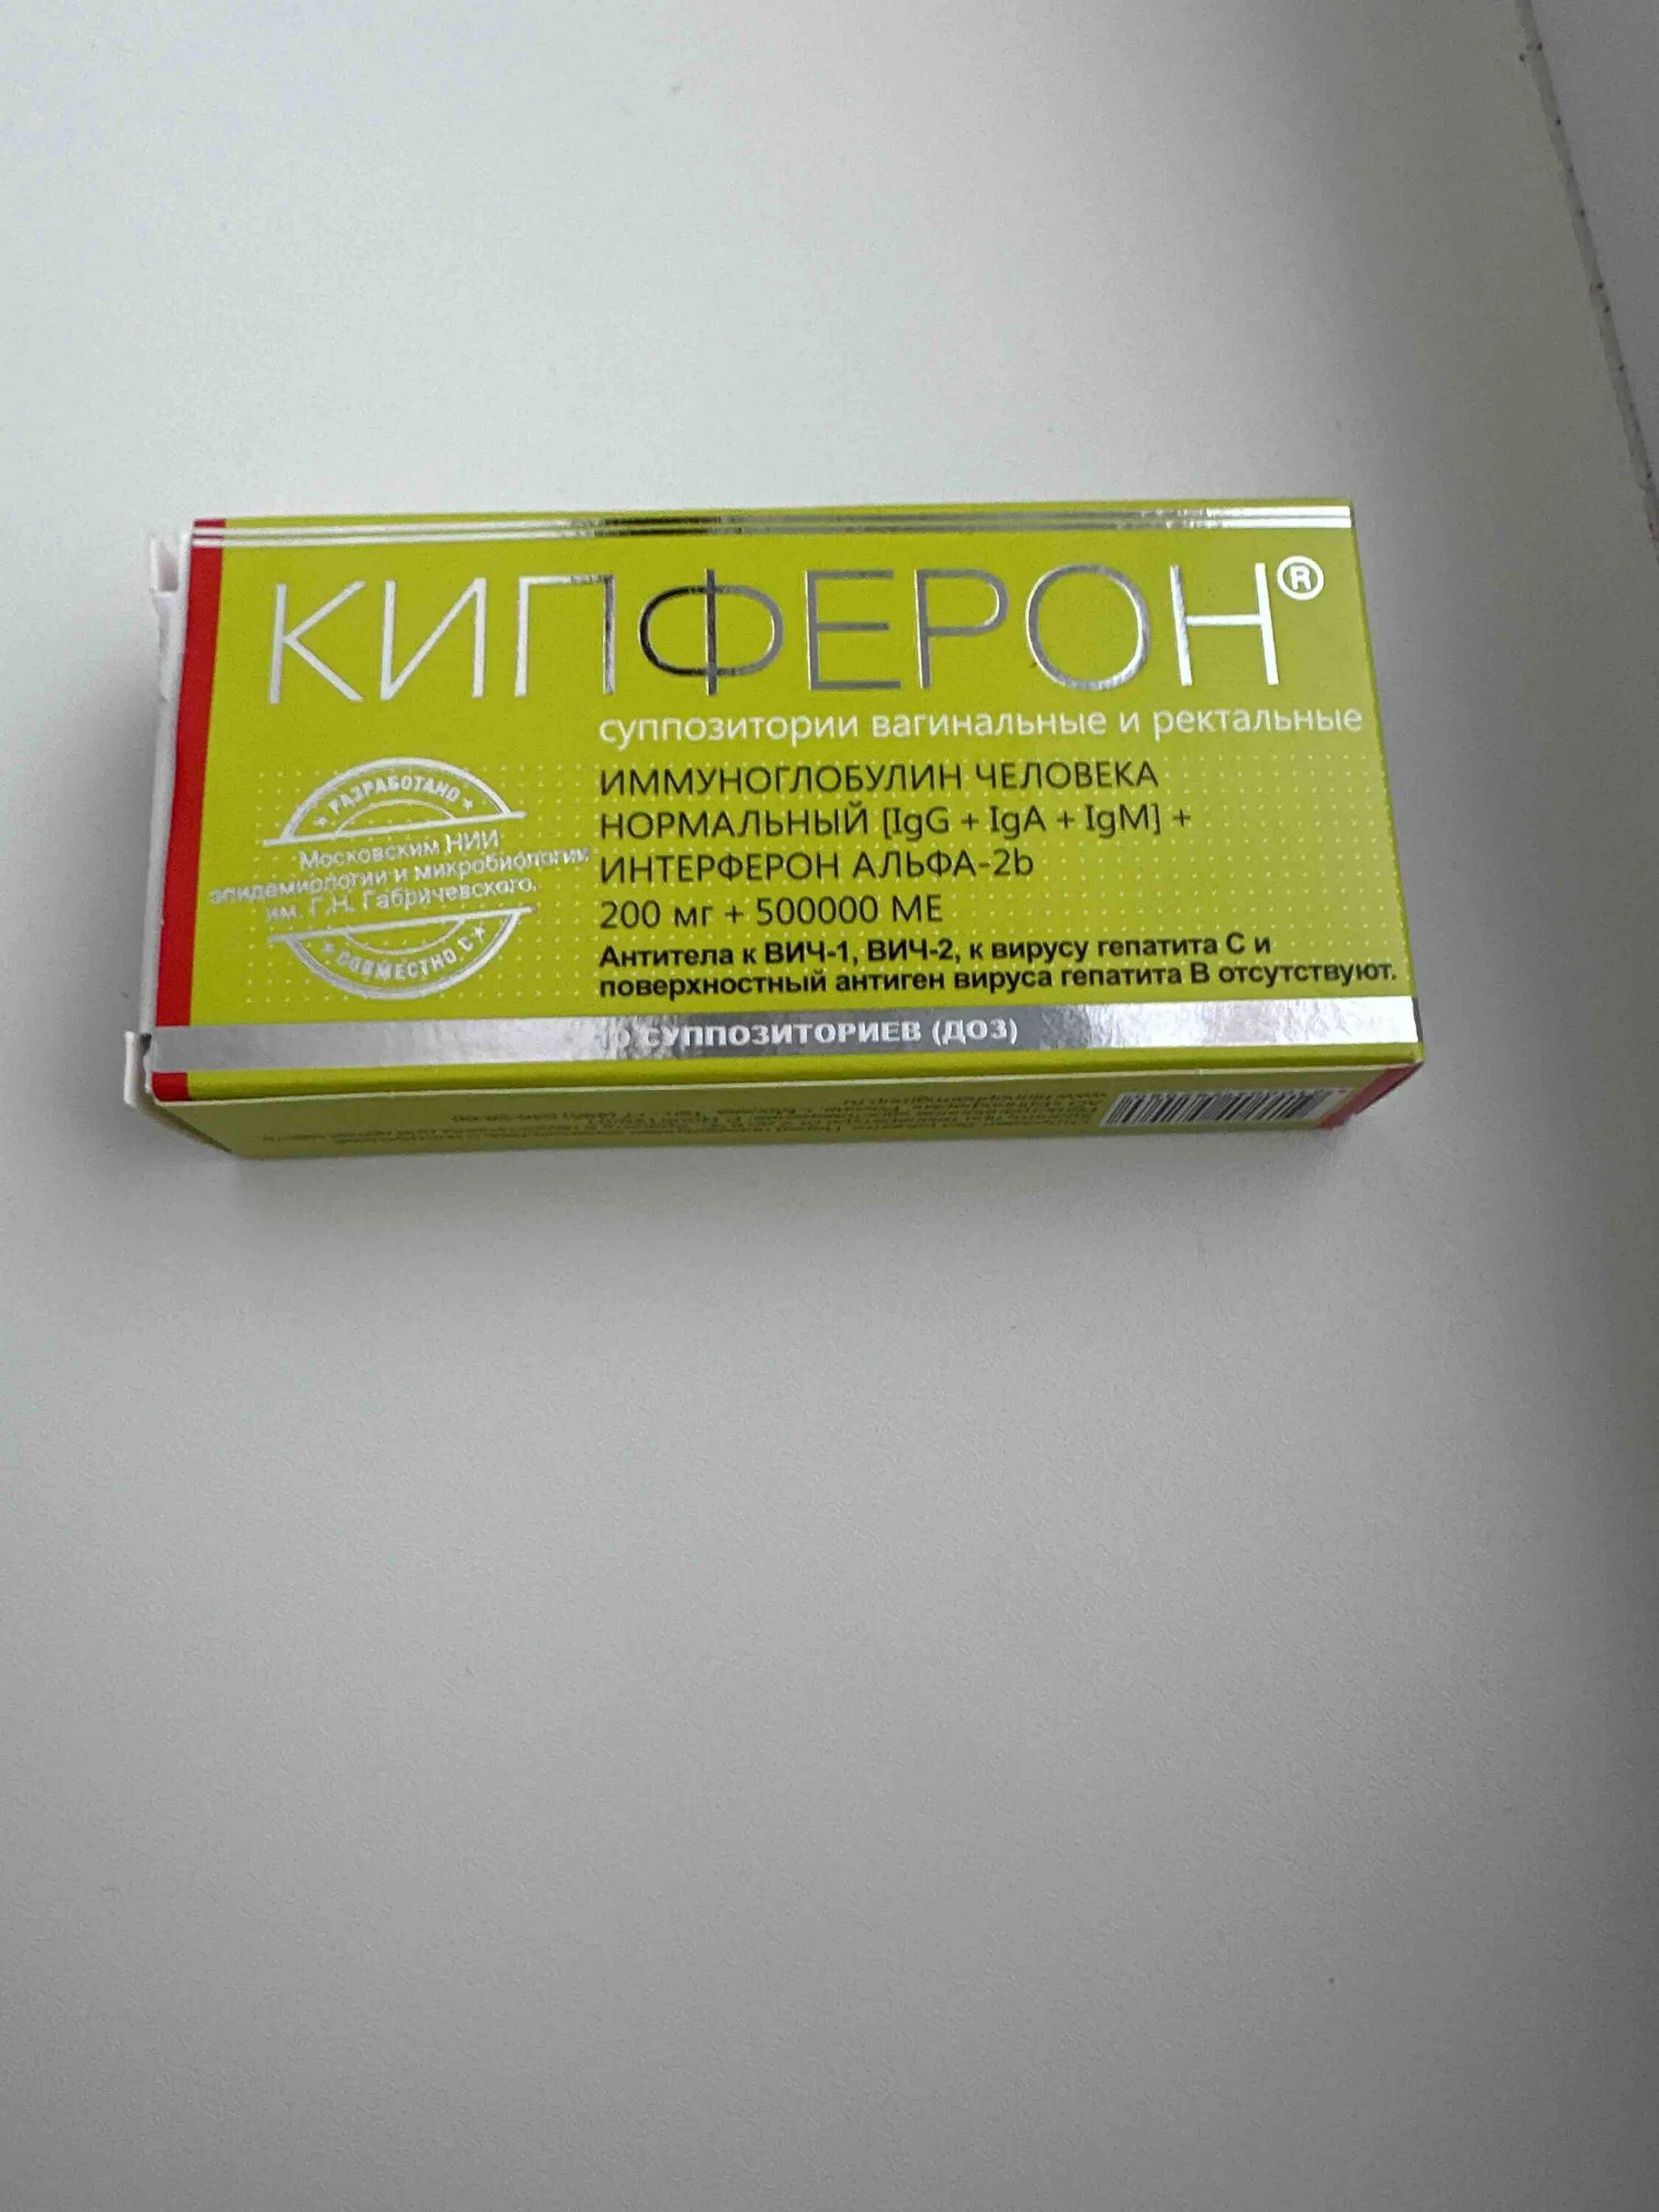 КИПФЕРОН®
суппозитории вагинальные и ректальные
ИММУНОГЛОБУЛИН ЧЕЛОВЕКА
НОРМАЛЬНЫЙ [IgG + IgA + IgM] +
ИНТЕРФЕРОН АЛЬФА-2b
200 мг + 500000 МЕ
Антитела к ВИЧ-1, ВИЧ-2, к вирусу гепатита С и
поверхностный антиген вируса гепатита В отсутствуют.
РАЗРАБОТАНО
Московским НИИ
эпидемиологии и микробиологии
им. Г.Н. Габричевского.
СОВМЕСТНО С
10 СУППОЗИТОРИЕВ (ДОЗ)